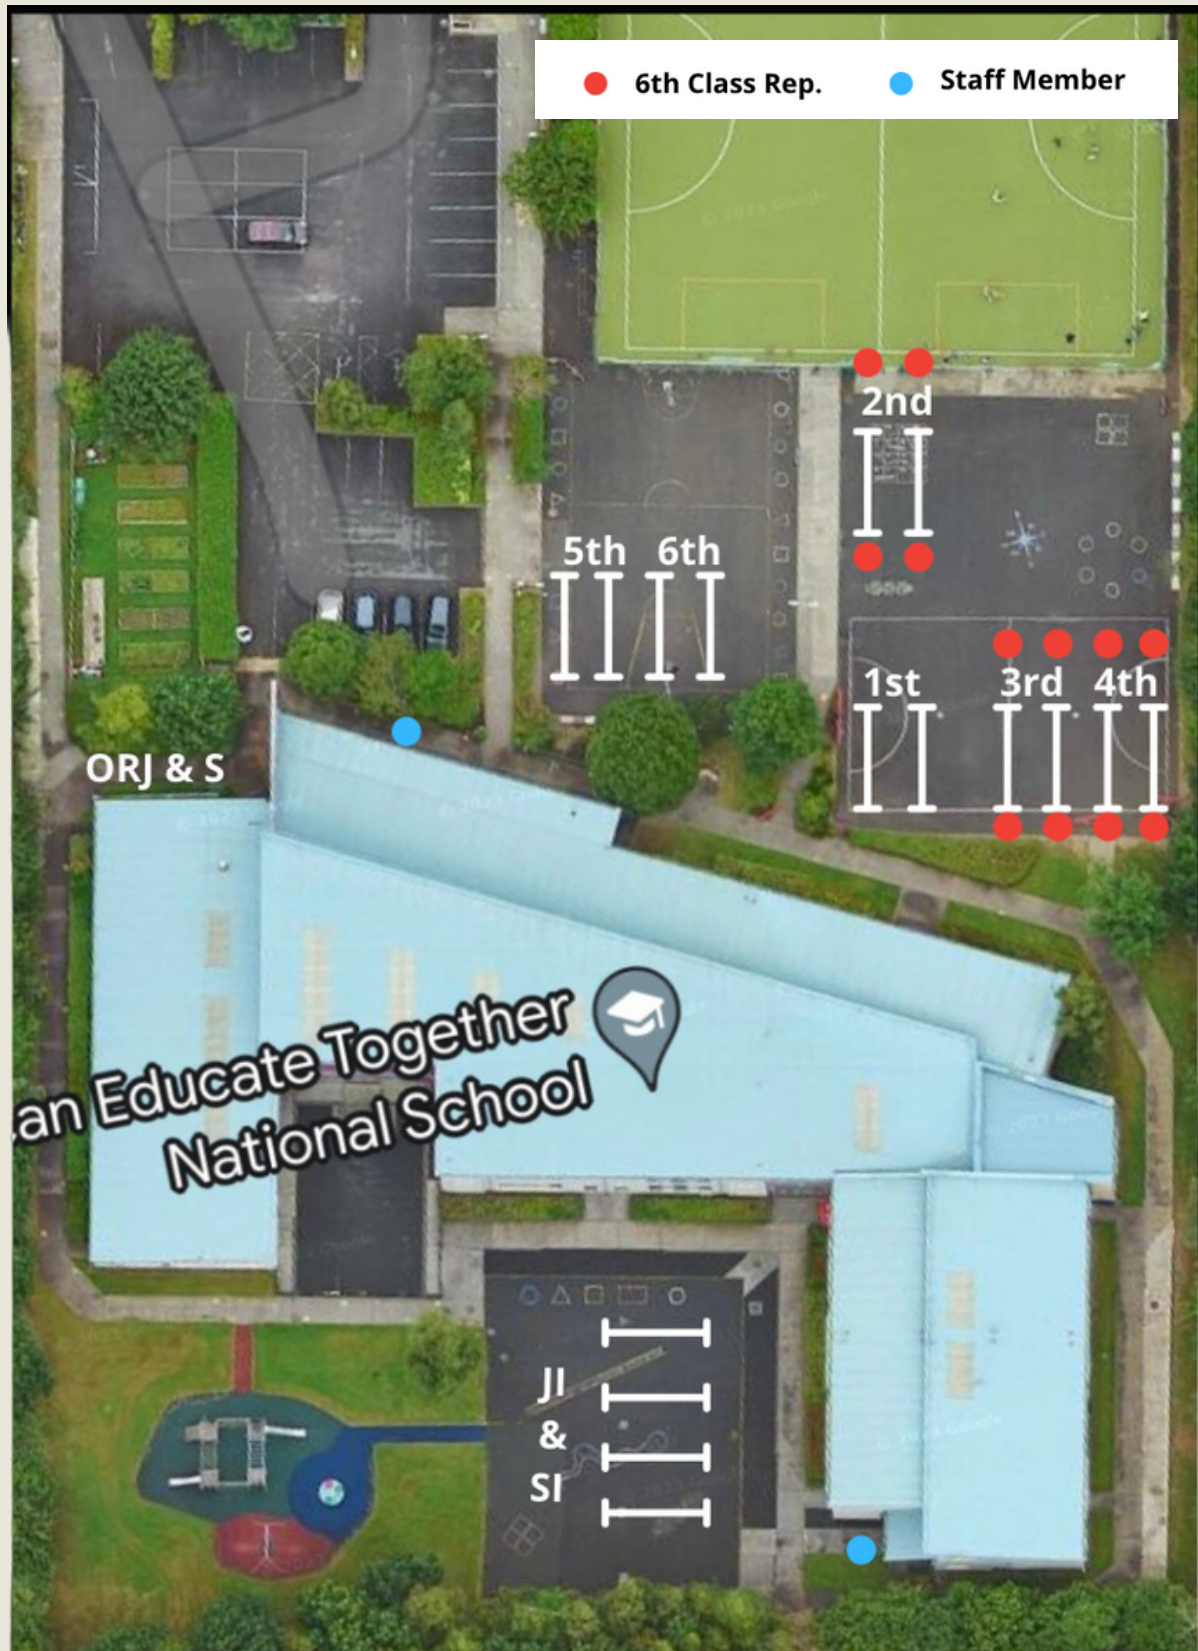 6th Class Rep.
Staff Member
2nd
5th 6th
1st 3rd 4th
ORJ & S
an Educate Together
National School
JI
&
SI